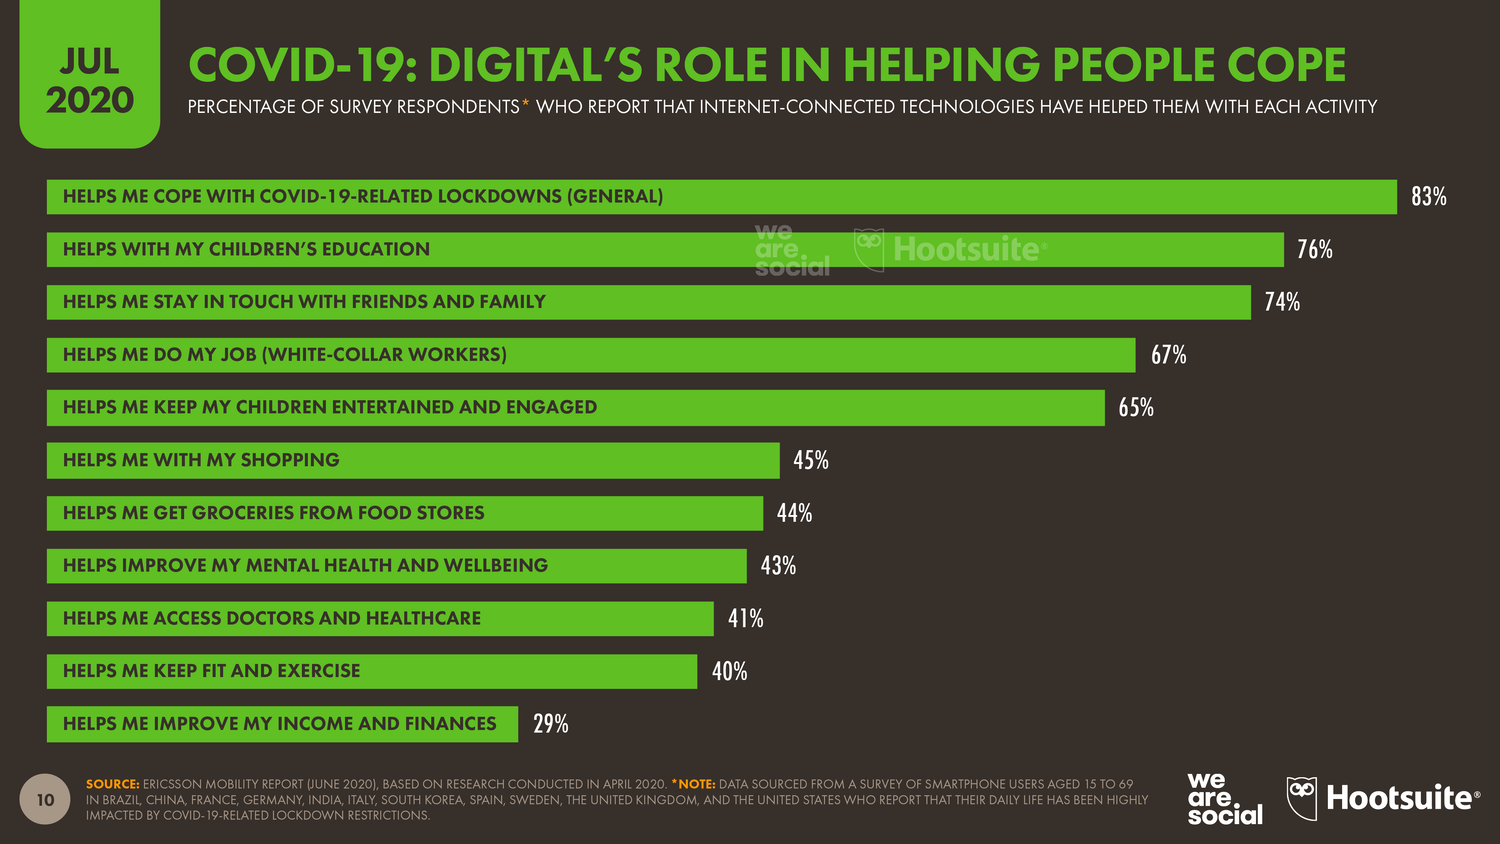 JUL
2020
COVID-19: DIGITAL'S ROLE IN HELPING PEOPLE COPE
PERCENTAGE OF SURVEY RESPONDENTS* WHO REPORT THAT INTERNET-CONNECTED TECHNOLOGIES HAVE HELPED THEM WITH EACH ACTIVITY
HELPS ME COPE WITH COVID-19-RELATED LOCKDOWNS (GENERAL) 83%
HELPS WITH MY CHILDREN'S EDUCATION 76%
we
are
social
Hootsuite®
HELPS ME STAY IN TOUCH WITH FRIENDS AND FAMILY 74%
HELPS ME DO MY JOB (WHITE-COLLAR WORKERS) 67%
HELPS ME KEEP MY CHILDREN ENTERTAINED AND ENGAGED 65%
HELPS ME WITH MY SHOPPING 45%
HELPS ME GET GROCERIES FROM FOOD STORES 44%
HELPS IMPROVE MY MENTAL HEALTH AND WELLBEING 43%
HELPS ME ACCESS DOCTORS AND HEALTHCARE 41%
HELPS ME KEEP FIT AND EXERCISE 40%
HELPS ME IMPROVE MY INCOME AND FINANCES 29%
10
SOURCE: ERICSSON MOBILITY REPORT (JUNE 2020), BASED ON RESEARCH CONDUCTED IN APRIL 2020. *NOTE: DATA SOURCED FROM A SURVEY OF SMARTPHONE USERS AGED 15 TO 69
IN BRAZIL, CHINA, FRANCE, GERMANY, INDIA, ITALY, SOUTH KOREA, SPAIN, SWEDEN, THE UNITED KINGDOM, AND THE UNITED STATES WHO REPORT THAT THEIR DAILY LIFE HAS BEEN HIGHLY
IMPACTED BY COVID-19-RELATED LOCKDOWN RESTRICTIONS.
we
are
social
Hootsuite®